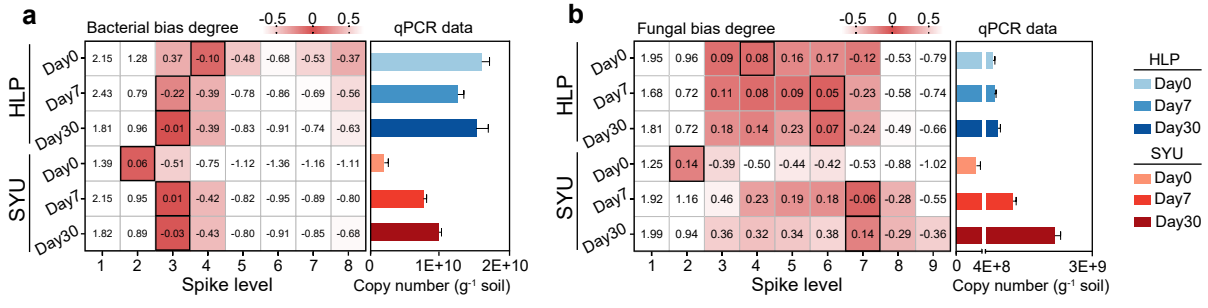 a
Bacterial bias degree
-0.5 0 0.5
qPCR data
HLP
Day0 2.15 1.28 0.37 -0.10 -0.48 -0.68 -0.53 -0.37
Day7 2.43 0.79 -0.22 -0.39 -0.78 -0.86 -0.69 -0.56
Day30 1.81 0.96 -0.01 -0.39 -0.83 -0.91 -0.74 -0.63
SYU
Day0 1.39 0.06 -0.51 -0.75 -1.12 -1.36 -1.16 -1.11
Day7 2.15 0.95 0.01 -0.42 -0.82 -0.95 -0.89 -0.80
Day30 1.82 0.89 -0.03 -0.43 -0.80 -0.91 -0.85 -0.68
1 2 3 4 5 6 7 8
Spike level
0 1E+10 2E+10
Copy number (g⁻¹ soil)
b
Fungal bias degree
-0.5 0 0.5
qPCR data
HLP
Day0 1.95 0.96 0.09 0.08 0.16 0.17 -0.12 -0.53 -0.79
Day7 1.68 0.72 0.11 0.08 0.09 0.05 -0.23 -0.58 -0.74
Day30 1.81 0.72 0.18 0.14 0.23 0.07 -0.24 -0.49 -0.66
SYU
Day0 1.25 0.14 -0.39 -0.50 -0.44 -0.42 -0.53 -0.88 -1.02
Day7 1.92 1.16 0.46 0.23 0.19 0.18 -0.06 -0.28 -0.55
Day30 1.99 0.94 0.36 0.32 0.34 0.38 0.14 -0.29 -0.36
1 2 3 4 5 6 7 8 9
Spike level
0 4E+8 3E+9
Copy number (g⁻¹ soil)
HLP
Day0
Day7
Day30
SYU
Day0
Day7
Day30